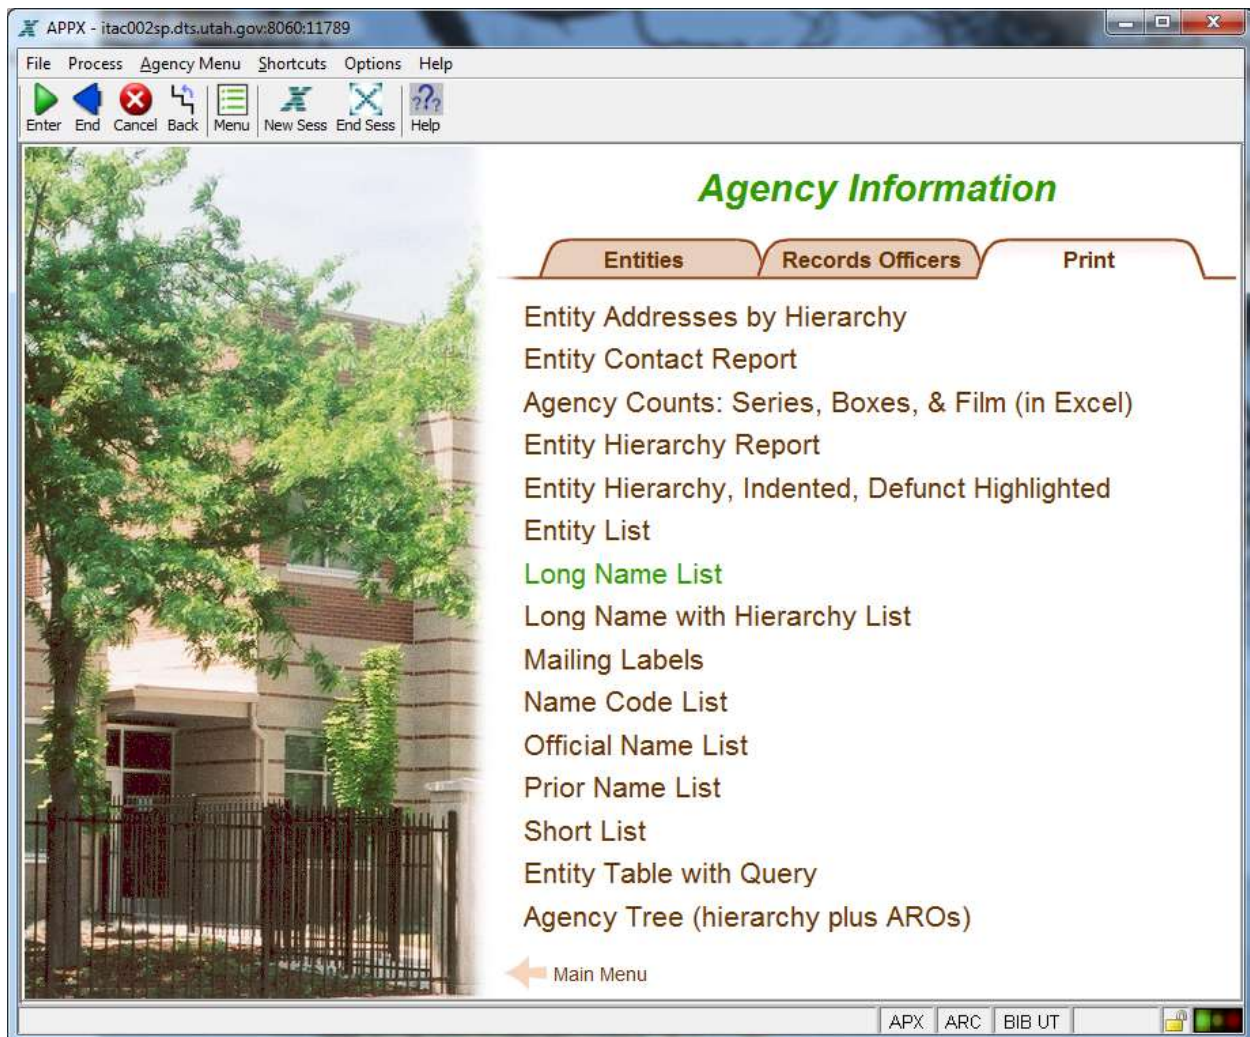 APPX - itac002sp.dts.utah.gov:8060:11789
File Process Agency Menu Shortcuts Options Help
Enter End Cancel Back Menu New Sess End Sess Help
Agency Information
Entities Records Officers Print
Entity Addresses by Hierarchy
Entity Contact Report
Agency Counts: Series, Boxes, & Film (in Excel)
Entity Hierarchy Report
Entity Hierarchy, Indented, Defunct Highlighted
Entity List
Long Name List
Long Name with Hierarchy List
Mailing Labels
Name Code List
Official Name List
Prior Name List
Short List
Entity Table with Query
Agency Tree (hierarchy plus AROs)
Main Menu
APX ARC BIB UT